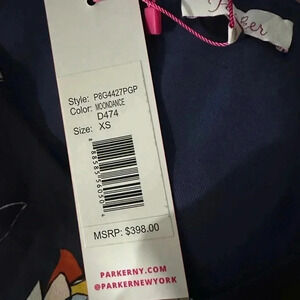 Parker
Style: P8G4427PGP
Color: MOONDANCE
D474
Size: XS
MSRP: $398.00
PARKERNY.COM
@PARKERNEWYORK